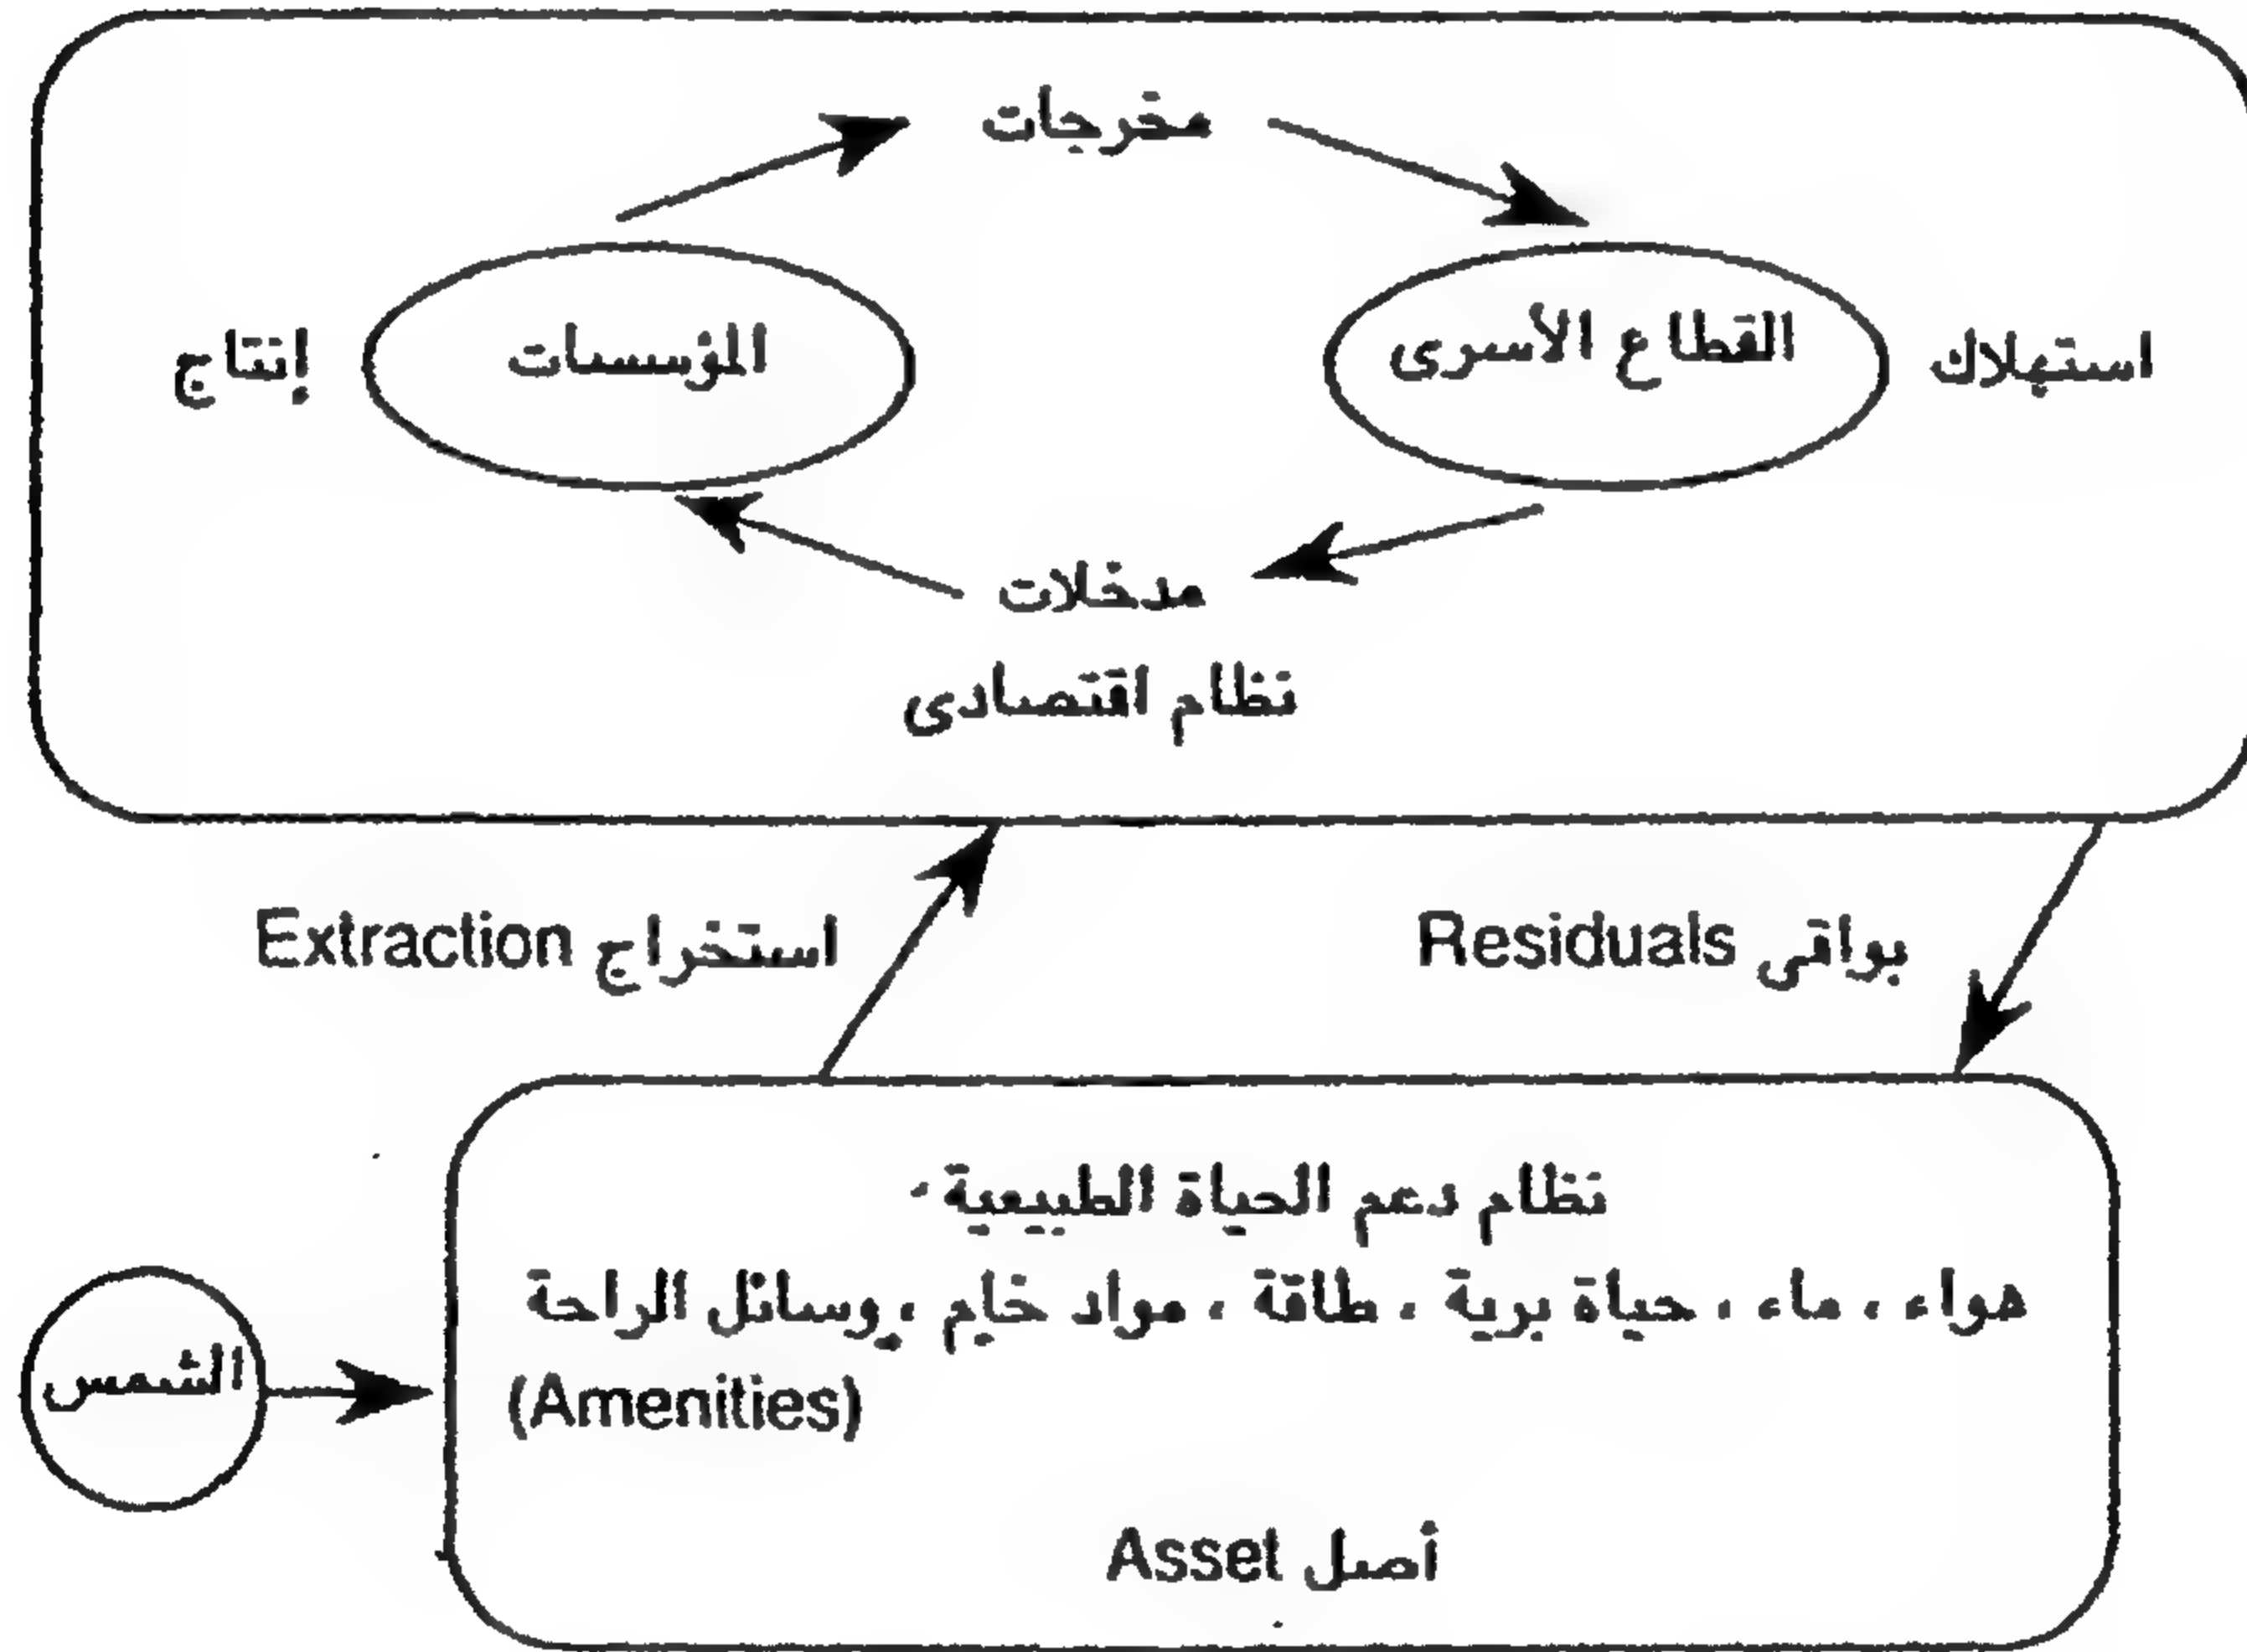 مخرجات
استهلاك
القطاع الأسرى
المؤسسات
إنتاج
مدخلات
نظام اقتصادى
بواقى Residuals
استخراج Extraction
نظام دعم الحياة الطبيعية
هواء ، ماء ، حياة برية ، طاقة ، مواد خام ، وسائل الراحة
(Amenities)
الشمس
أصل Asset